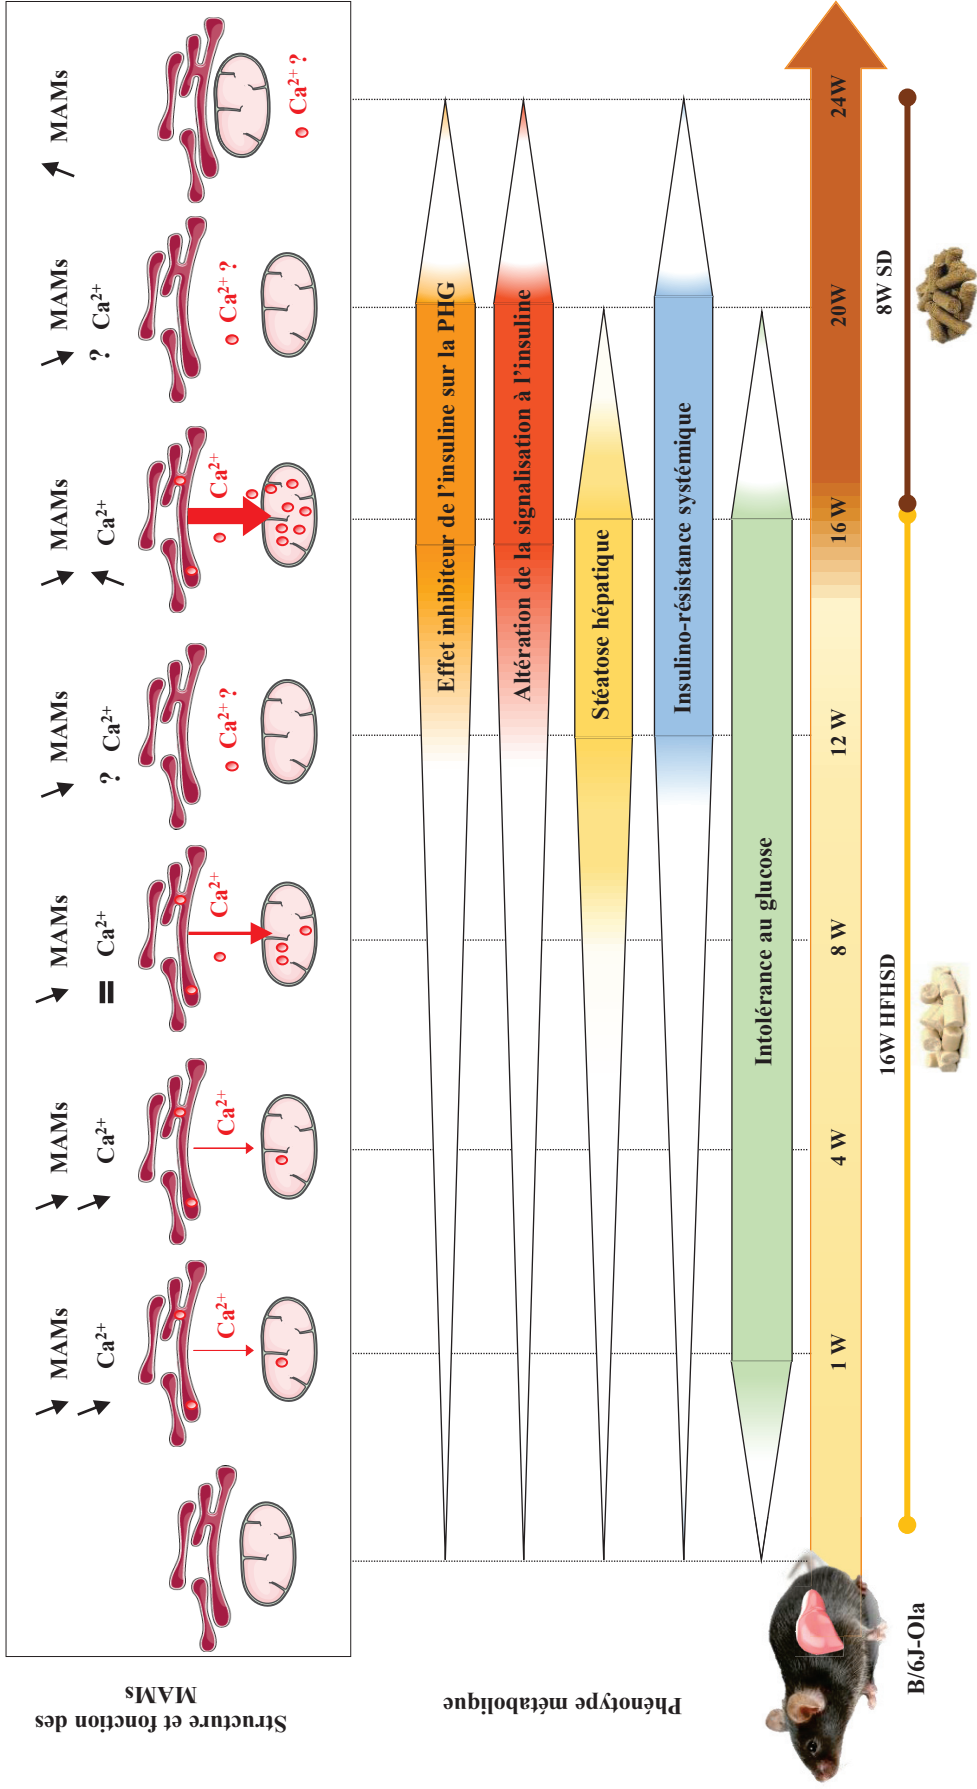 Structure et fonction des
MAMs
MAMs
Ca²⁺
Ca²⁺
MAMs
Ca²⁺
Ca²⁺
MAMs
= Ca²⁺
Ca²⁺
MAMs
? Ca²⁺
Ca²⁺ ?
MAMs
Ca²⁺
Ca²⁺
MAMs
? Ca²⁺
Ca²⁺ ?
MAMs
Ca²⁺ ?
Phénotype métabolique
Effet inhibiteur de l'insuline sur la PHG
Altération de la signalisation à l'insuline
Stéatose hépatique
Insulino-résistance systémique
Intolérance au glucose
1 W
4 W
8 W
12 W
16 W
20W
24W
B/6J-Ola
16W HFHSD
8W SD